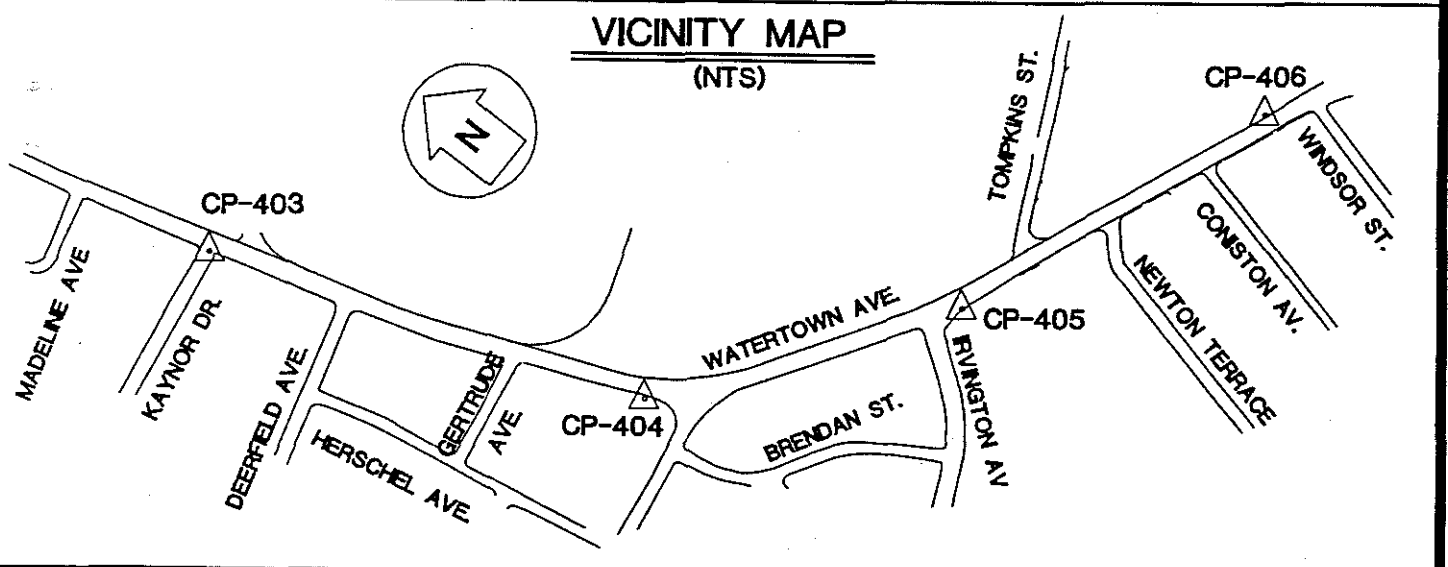 VICINITY MAP
(NTS)
N
TOMPKINS ST.
CP-406
WINDSOR ST.
CP-403
CONISTON AV.
MADELINE AVE
KAYNOR DR.
NEWTON TERRACE
WATERTOWN AVE.
CP-405
DEERFIELD AVE.
GERTRUDE
AVE.
CP-404
IRVINGTON AV
BRENDAN ST.
HERSCHEL AVE.